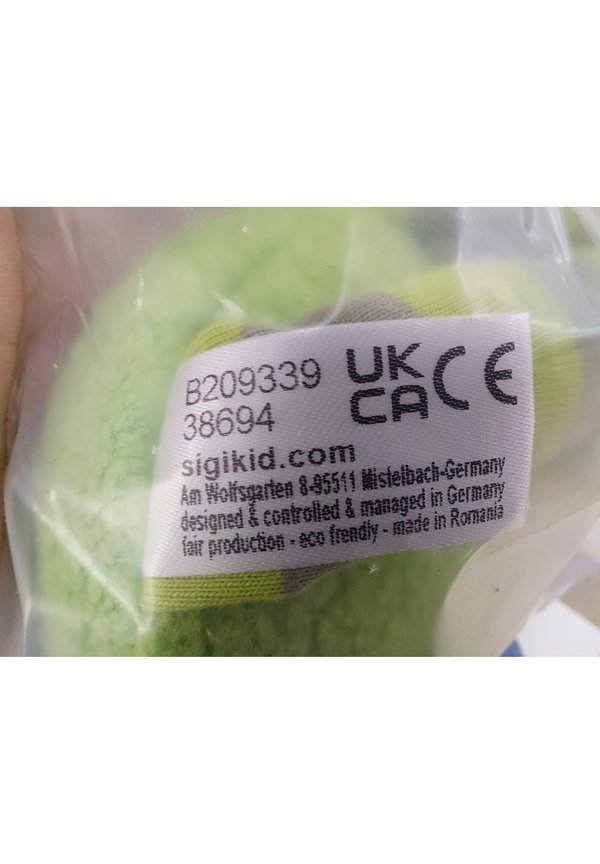 B209339
38694
UK
CA
CE
sigikid.com
Am Wolfsgarten 8-95511 Mistelbach-Germany
designed & controlled & managed in Germany
fair production - eco frendly - made in Romania